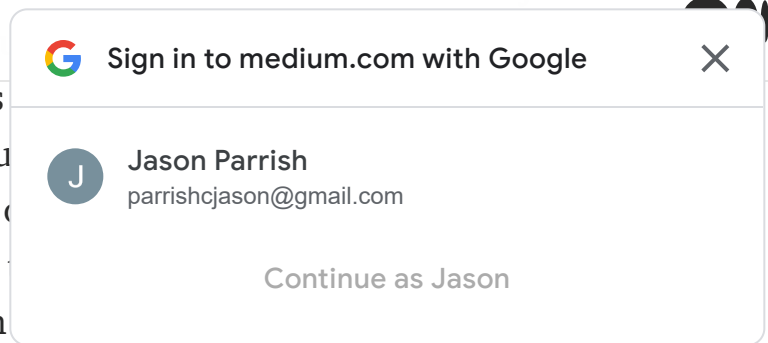 Sign in to medium.com with Google
J
Jason Parrish
parrishcjason@gmail.com
Continue as Jason